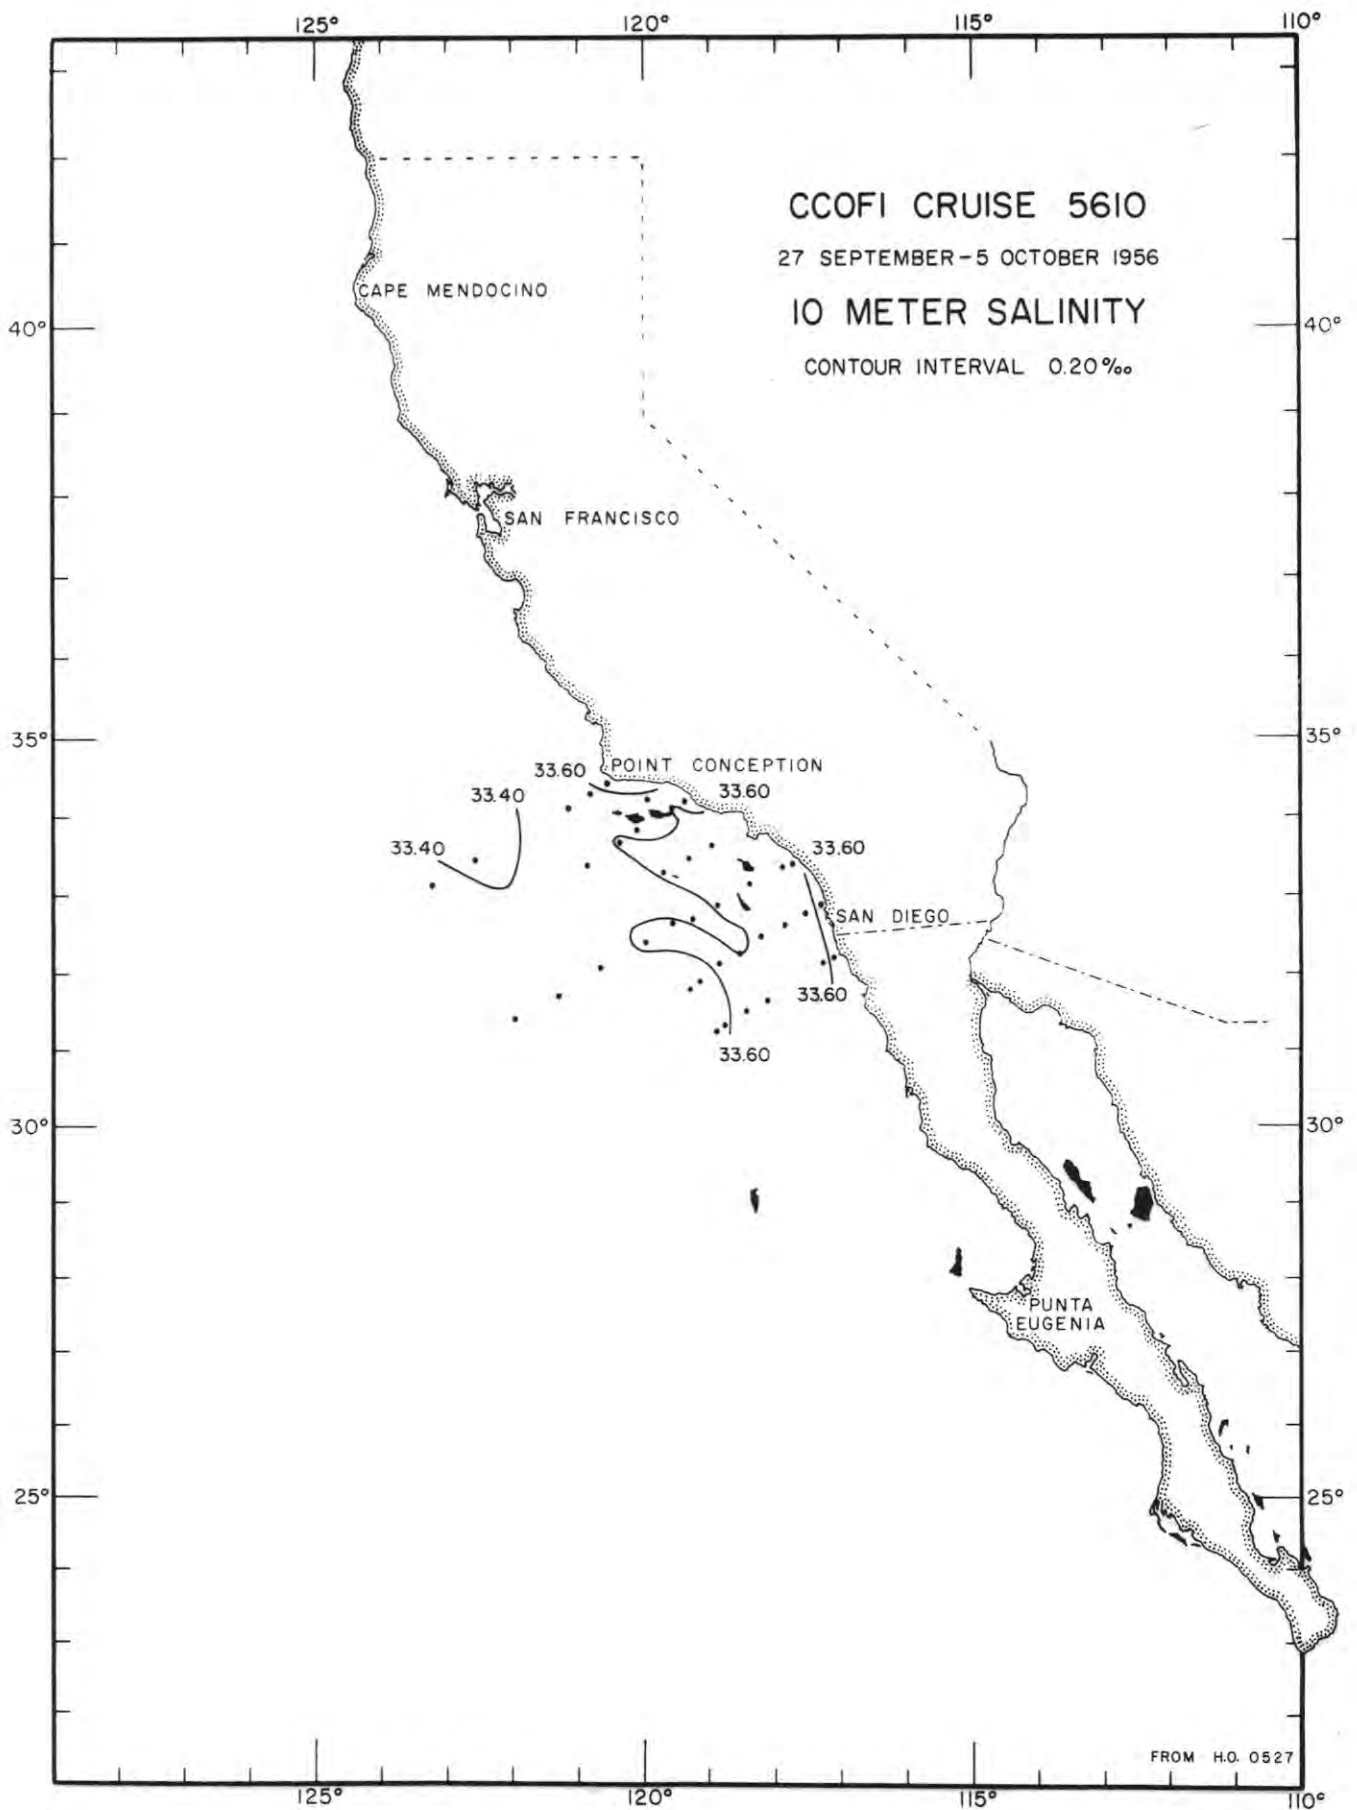 125° 120° 115° 110°
CCOFI CRUISE 5610
27 SEPTEMBER – 5 OCTOBER 1956
10 METER SALINITY
CONTOUR INTERVAL 0.20‰
CAPE MENDOCINO
40° 40°
SAN FRANCISCO
35° 35°
POINT CONCEPTION
33.60
33.60
33.40
33.40
33.60
SAN DIEGO
33.60
33.60
30° 30°
PUNTA
EUGENIA
25° 25°
FROM H.O. 0527
125° 120° 115° 110°